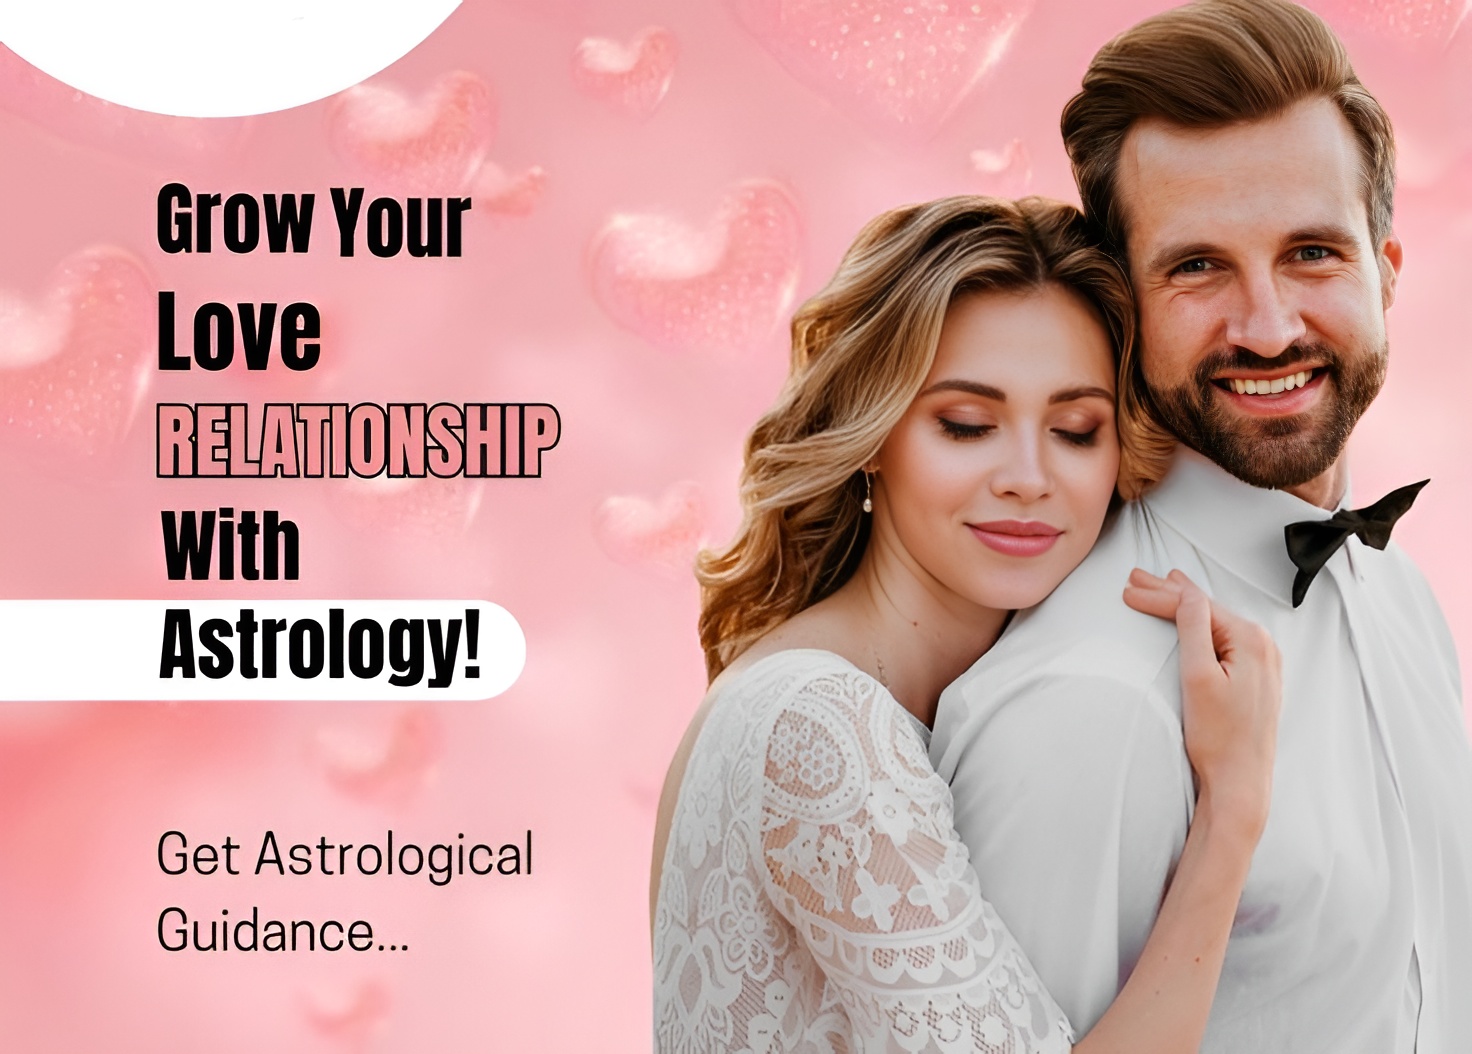 Grow Your
Love
RELATIONSHIP
With
Astrology!
Get Astrological
Guidance...